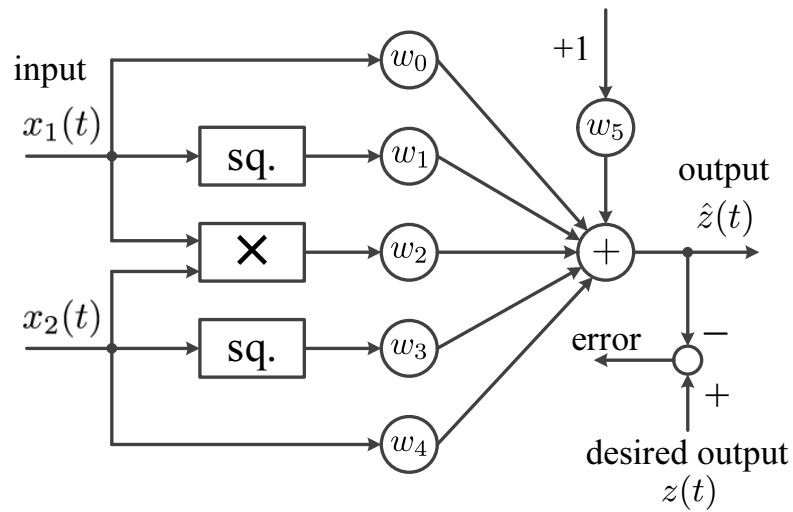 input
x₁(t)
x₂(t)
sq.
×
sq.
w₀
w₁
w₂
w₃
w₄
+1
w₅
+
output
ẑ(t)
−
error
+
desired output
z(t)